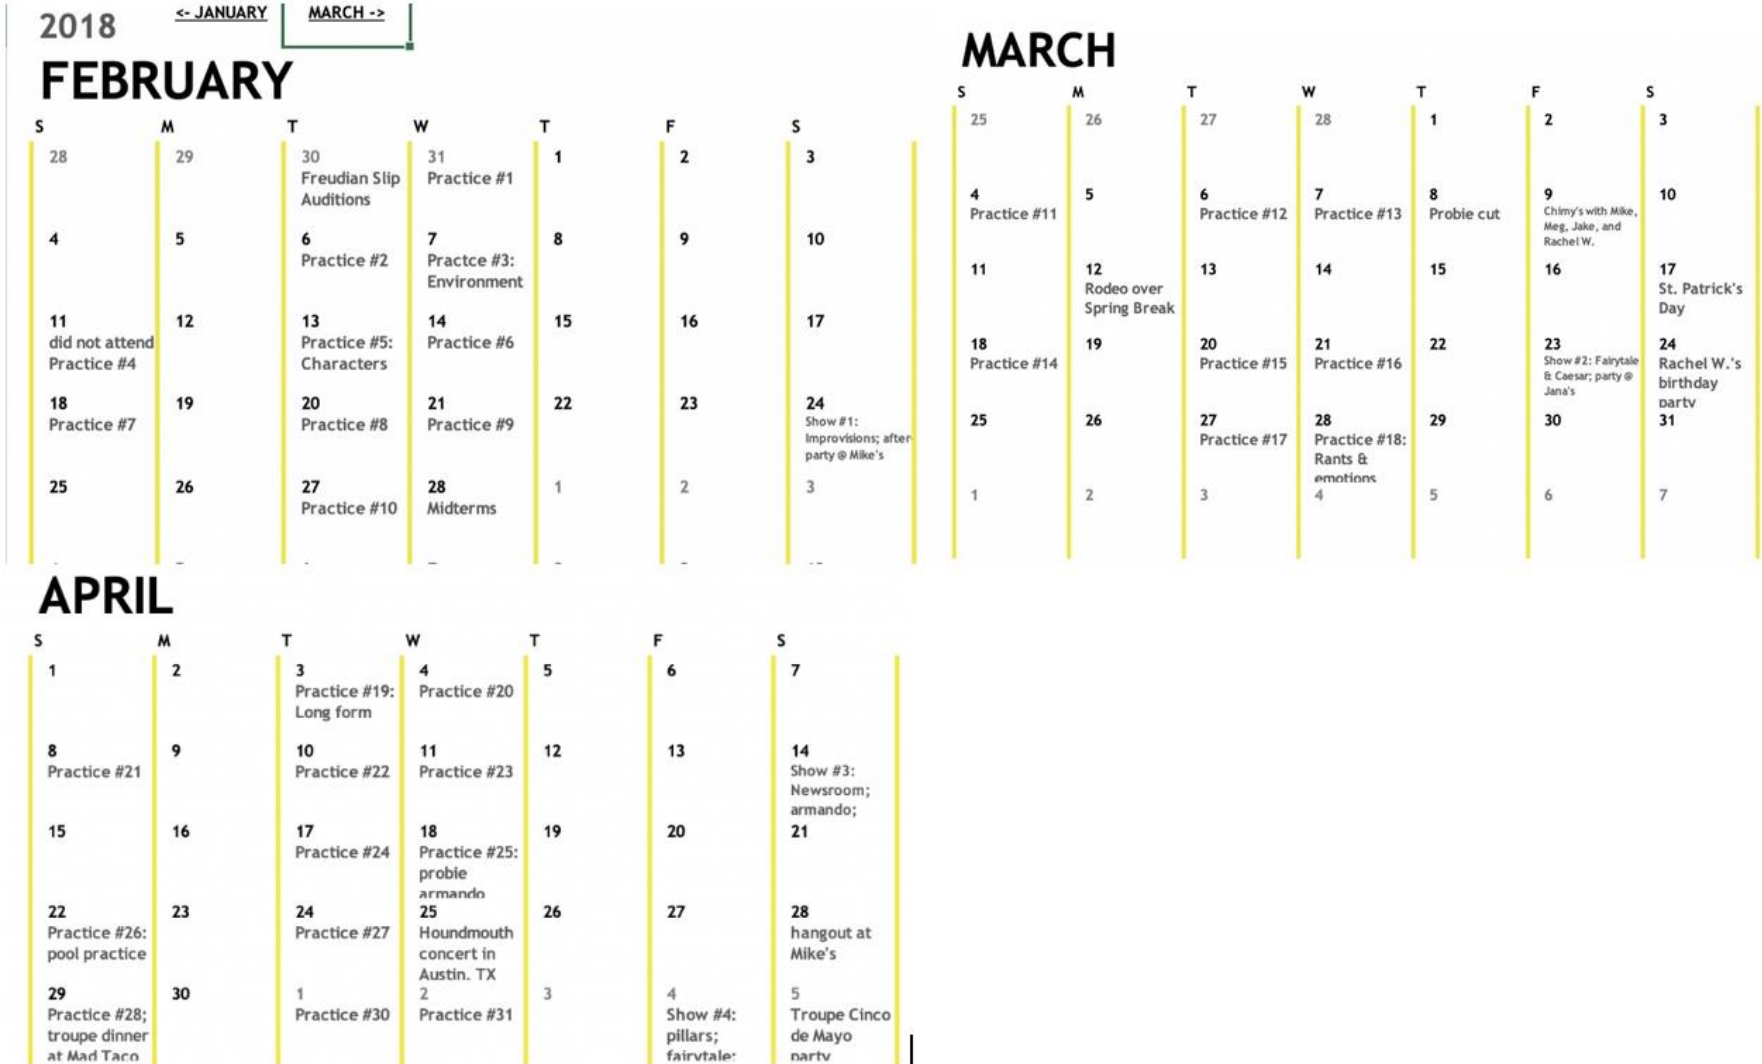 2018
<- JANUARY MARCH ->
FEBRUARY
S M T W T F S
28 29 30 31 1 2 3
Freudian Slip Practice #1
Auditions
4 5 6 7 8 9 10
Practice #2 Practce #3:
Environment
11 12 13 14 15 16 17
did not attend Practice #5: Practice #6
Practice #4 Characters
18 19 20 21 22 23 24
Practice #7 Practice #8 Practice #9 Show #1:
Improvisions; after-
party @ Mike's
25 26 27 28 1 2 3
Practice #10 Midterms
MARCH
S M T W T F S
25 26 27 28 1 2 3
4 5 6 7 8 9 10
Practice #11 Practice #12 Practice #13 Probie cut Chimy's with Mike,
Meg, Jake, and
Rachel W.
11 12 13 14 15 16 17
Rodeo over St. Patrick's
Spring Break Day
18 19 20 21 22 23 24
Practice #14 Practice #15 Practice #16 Show #2: Fairytale Rachel W.'s
& Caesar; party @ birthday
Jana's party
25 26 27 28 29 30 31
Practice #17 Practice #18:
Rants &
emotions
1 2 3 4 5 6 7
APRIL
S M T W T F S
1 2 3 4 5 6 7
Practice #19: Practice #20
Long form
8 9 10 11 12 13 14
Practice #21 Practice #22 Practice #23 Show #3:
Newsroom;
armando;
15 16 17 18 19 20 21
Practice #24 Practice #25:
probie
armando
22 23 24 25 26 27 28
Practice #26: Practice #27 Houndmouth hangout at
pool practice concert in Mike's
Austin. TX
29 30 1 2 3 4 5
Practice #28; Practice #30 Practice #31 Show #4: Troupe Cinco
troupe dinner pillars; de Mayo
at Mad Taco fairytale; party